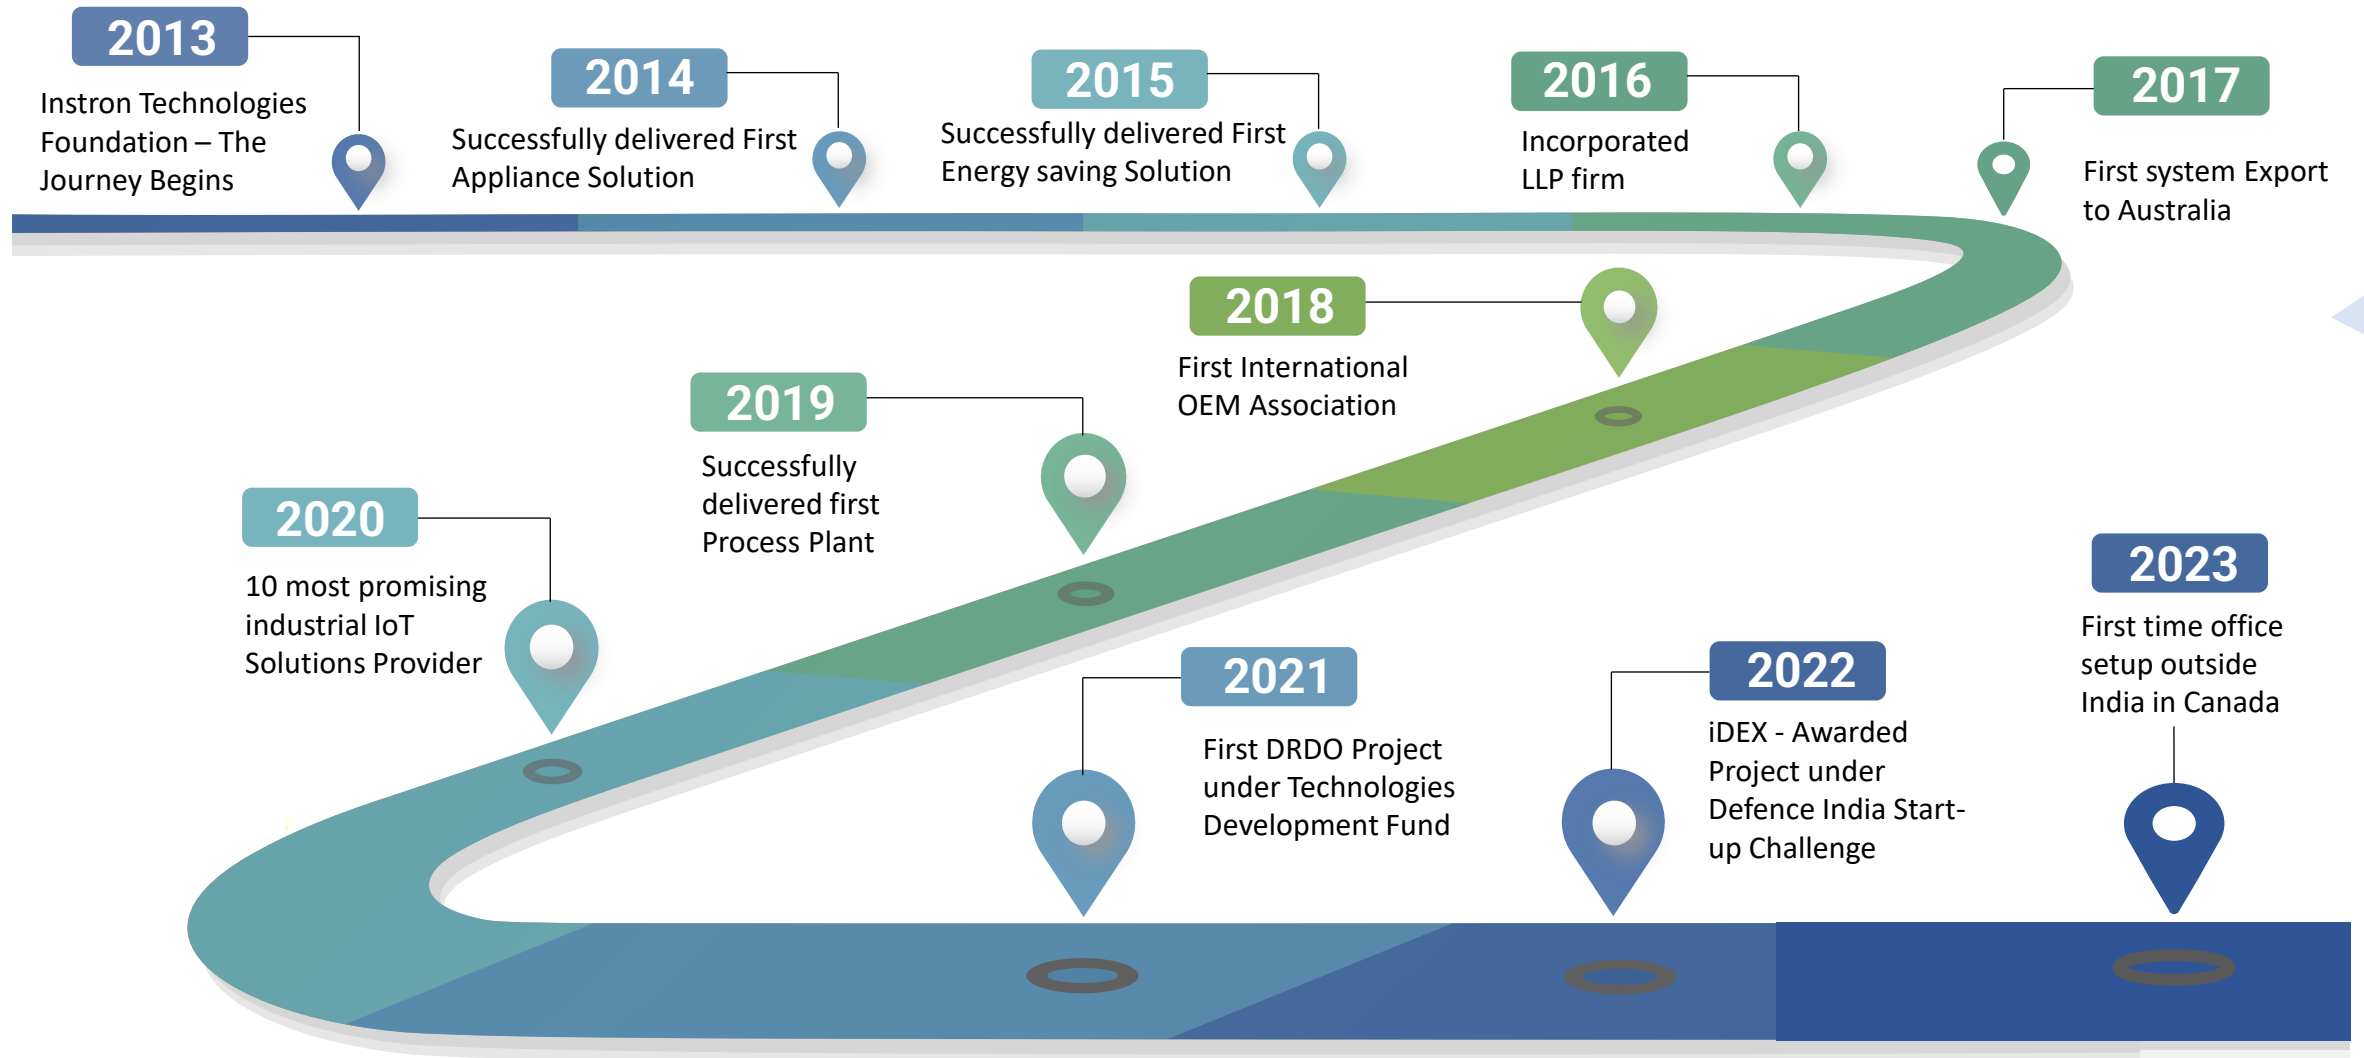 2013
Instron Technologies
Foundation – The
Journey Begins
2014
Successfully delivered First
Appliance Solution
2015
Successfully delivered First
Energy saving Solution
2016
Incorporated
LLP firm
2017
First system Export
to Australia
2018
First International
OEM Association
2019
Successfully
delivered first
Process Plant
2020
10 most promising
industrial IoT
Solutions Provider
2021
First DRDO Project
under Technologies
Development Fund
2022
iDEX - Awarded
Project under
Defence India Start-
up Challenge
2023
First time office
setup outside
India in Canada